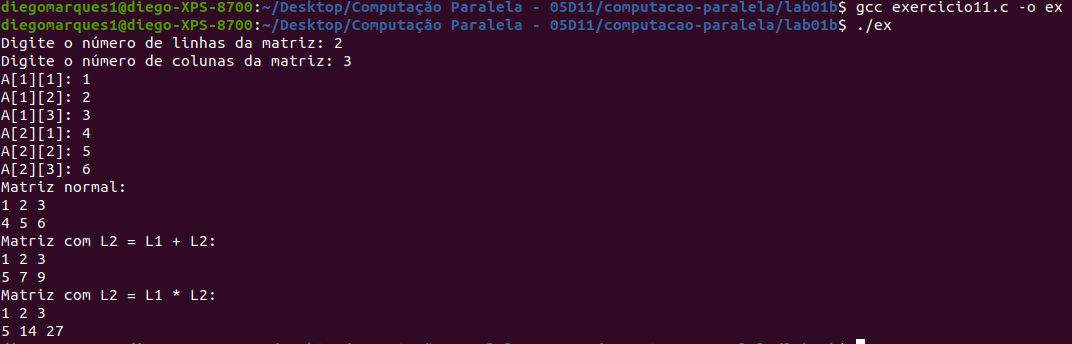 diegomarques1@diego-XPS-8700:~/Desktop/Computação Paralela - 05D11/computacao-paralela/lab01b$ gcc exercicio11.c -o ex
diegomarques1@diego-XPS-8700:~/Desktop/Computação Paralela - 05D11/computacao-paralela/lab01b$ ./ex
Digite o número de linhas da matriz: 2
Digite o número de colunas da matriz: 3
A[1][1]: 1
A[1][2]: 2
A[1][3]: 3
A[2][1]: 4
A[2][2]: 5
A[2][3]: 6
Matriz normal:
1 2 3
4 5 6
Matriz com L2 = L1 + L2:
1 2 3
5 7 9
Matriz com L2 = L1 * L2:
1 2 3
5 14 27